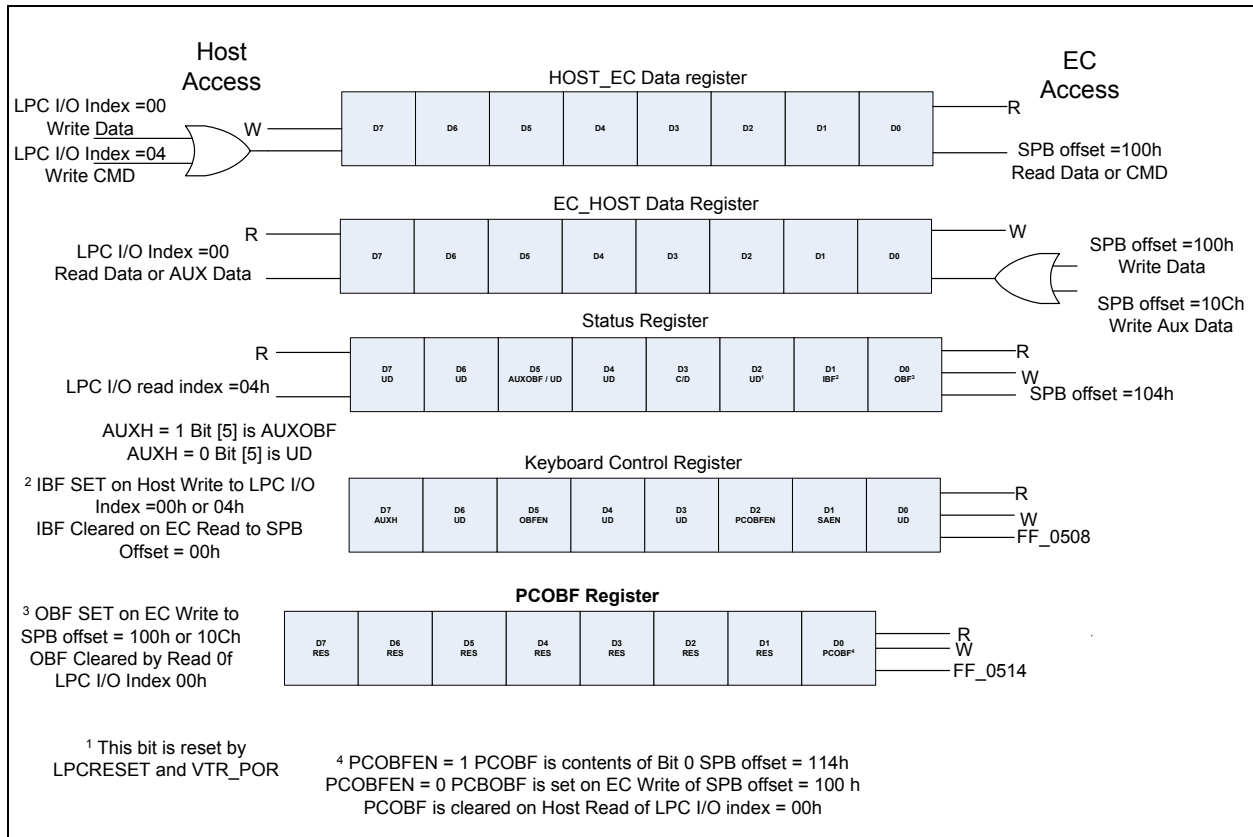 Host
Access
EC
Access
HOST_EC Data register
LPC I/O Index =00
Write Data
LPC I/O Index =04
Write CMD
W
D7 D6 D5 D4 D3 D2 D1 D0
R
SPB offset =100h
Read Data or CMD
EC_HOST Data Register
R
LPC I/O Index =00
Read Data or AUX Data
D7 D6 D5 D4 D3 D2 D1 D0
W
SPB offset =100h
Write Data
SPB offset =10Ch
Write Aux Data
Status Register
R
LPC I/O read index =04h
D7 D6 D5 D4 D3 D2 D1 D0
UD UD AUXOBF / UD UD C/D UD¹ IBF² OBF³
R
W
SPB offset =104h
AUXH = 1 Bit [5] is AUXOBF
AUXH = 0 Bit [5] is UD
Keyboard Control Register
D7 D6 D5 D4 D3 D2 D1 D0
AUXH UD OBFEN UD UD PCOBFEN SAEN UD
R
W
FF_0508
² IBF SET on Host Write to LPC I/O
Index =00h or 04h
IBF Cleared on EC Read to SPB
Offset = 00h
PCOBF Register
D7 D6 D5 D4 D3 D2 D1 D0
RES RES RES RES RES RES RES PCOBF⁴
R
W
FF_0514
³ OBF SET on EC Write to
SPB offset = 100h or 10Ch
OBF Cleared by Read 0f
LPC I/O Index 00h
¹ This bit is reset by
LPCRESET and VTR_POR
⁴ PCOBFEN = 1 PCOBF is contents of Bit 0 SPB offset = 114h
PCOBFEN = 0 PCBOBF is set on EC Write of SPB offset = 100 h
PCOBF is cleared on Host Read of LPC I/O index = 00h